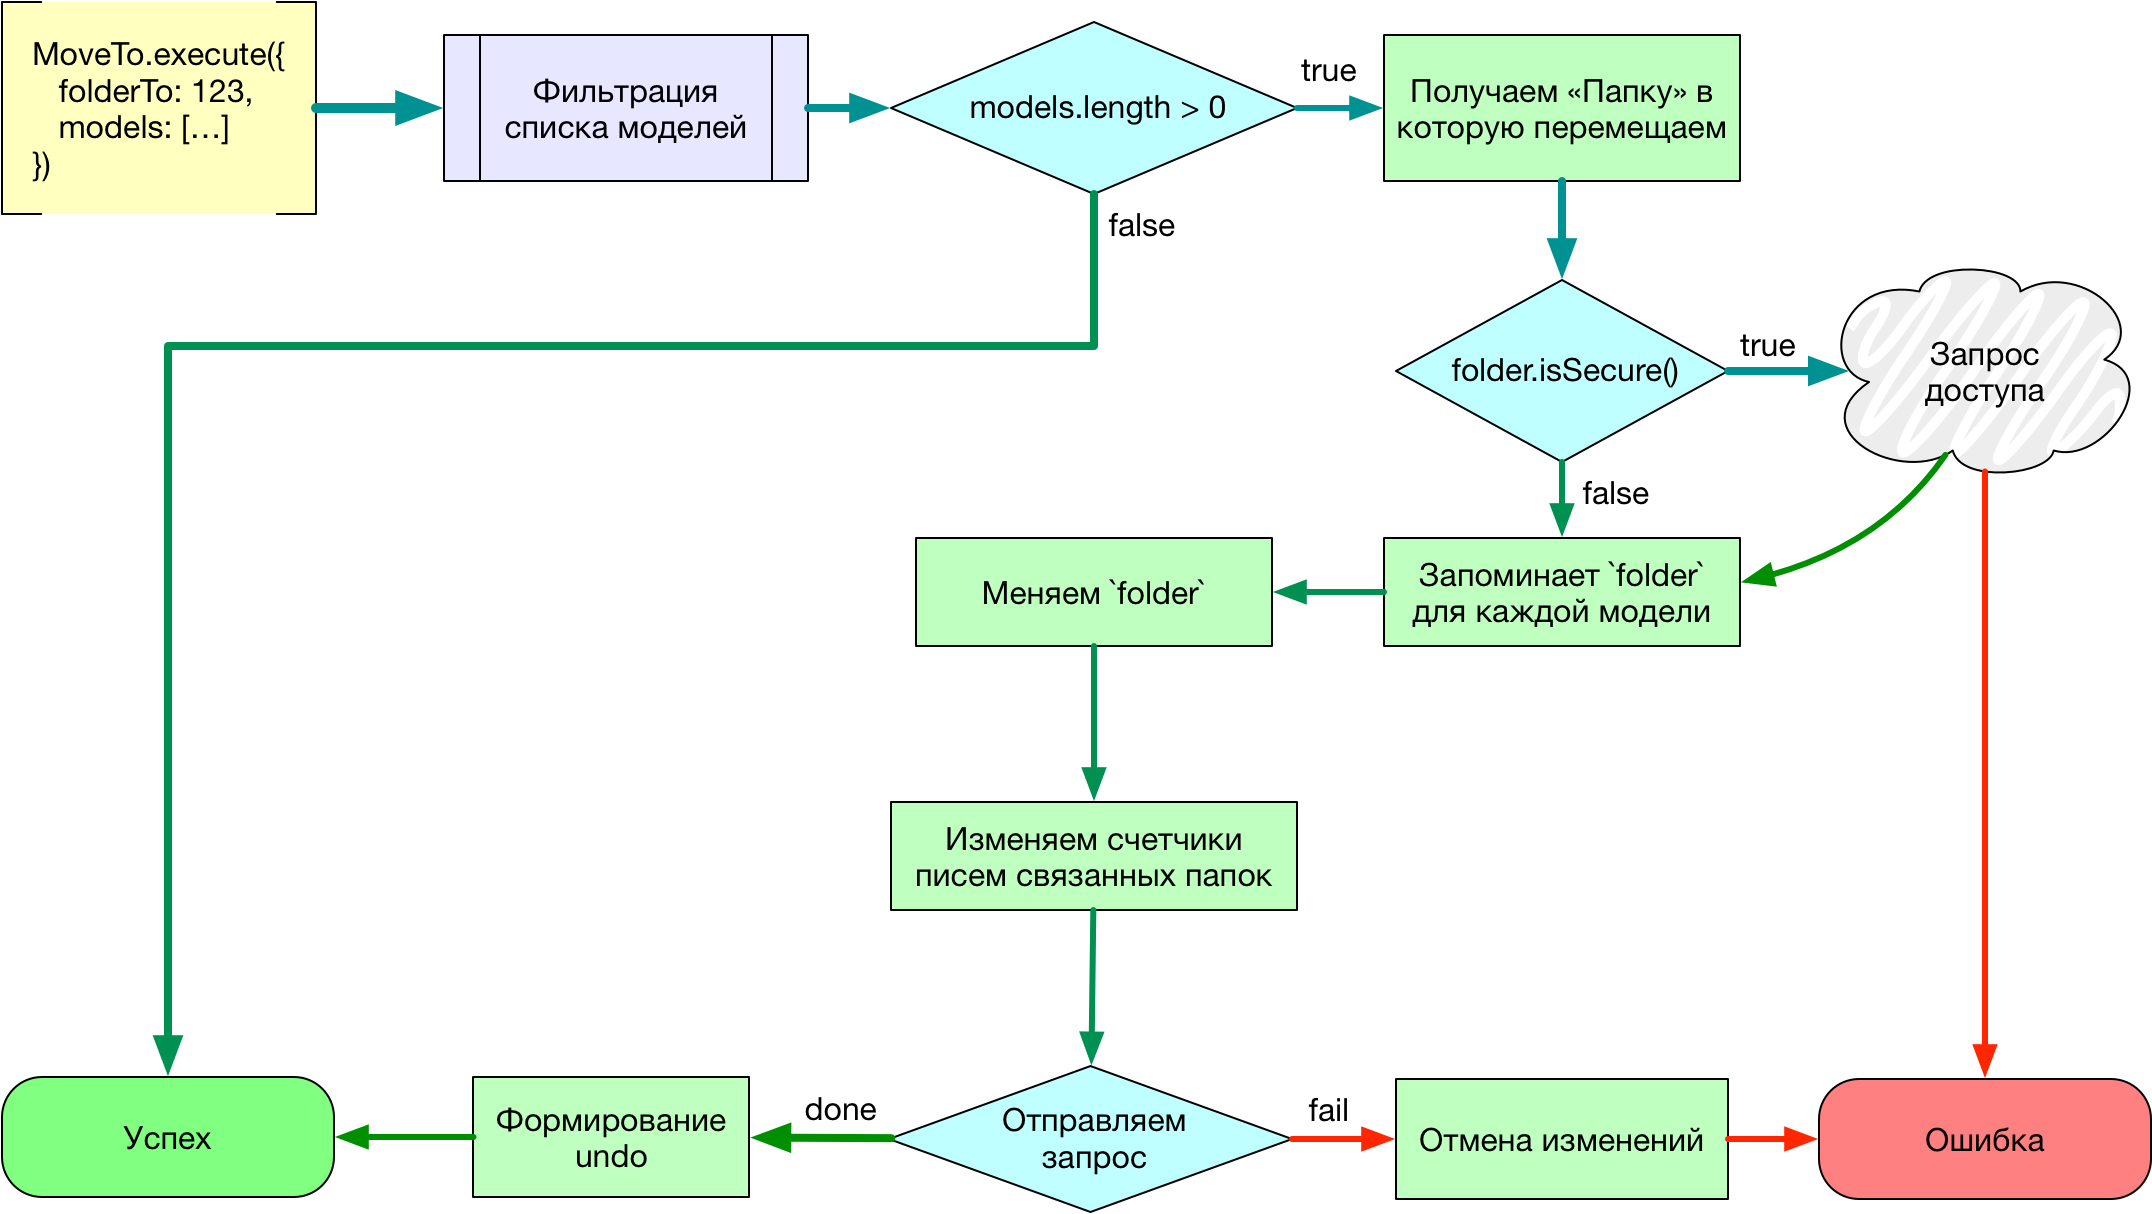 MoveTo.execute({
folderTo: 123,
models: […]
})
Фильтрация
списка моделей
models.length > 0
true
Получаем «Папку» в
которую перемещаем
false
folder.isSecure()
true
Запрос
доступа
false
Меняем `folder`
Запоминает `folder`
для каждой модели
Изменяем счетчики
писем связанных папок
Успех
Формирование
undo
done
Отправляем
запрос
fail
Отмена изменений
Ошибка